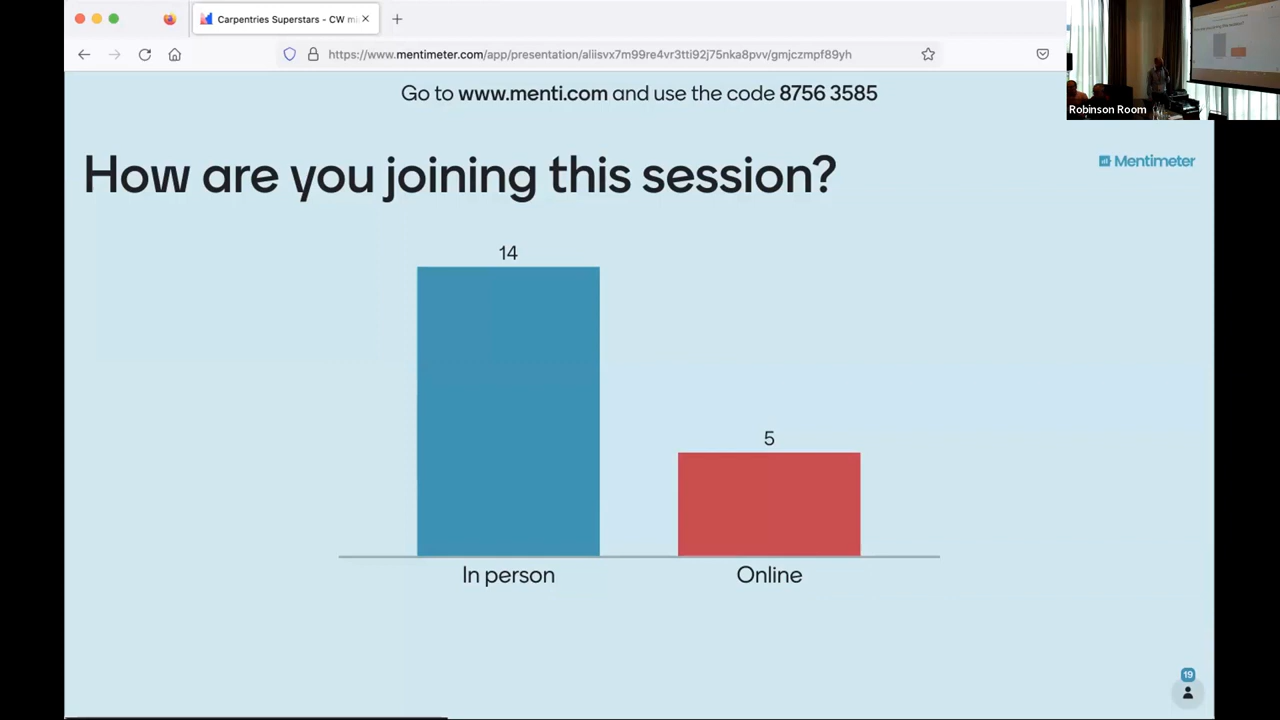 Carpentries Superstars - CW mi
https://www.mentimeter.com/app/presentation/aliisvx7m99re4vr3tti92j75nka8pvv/gmjczmpf89yh
Robinson Room
Go to www.menti.com and use the code 8756 3585
Mentimeter
How are you joining this session?
14
5
In person
Online
19